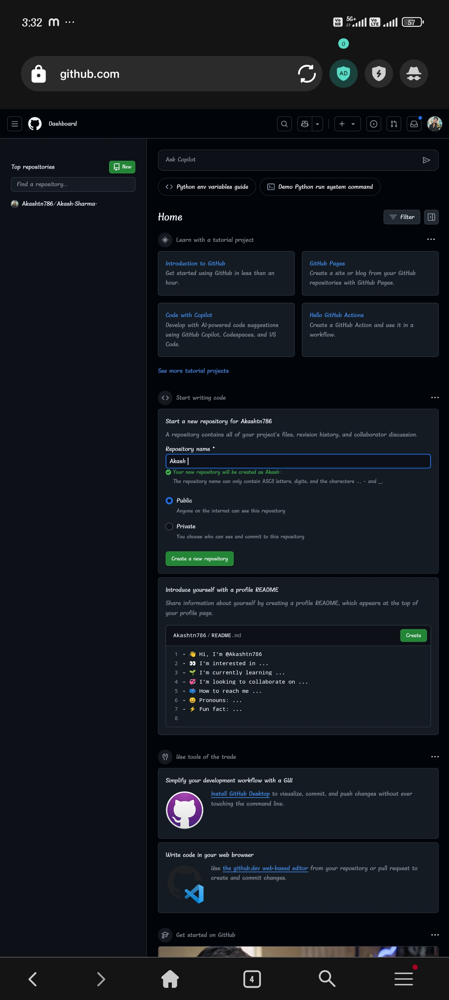 3:32 m ...
Vo NR 5G+ Vo LTE 57
0
github.com
AD
Dashboard
Top repositories
New
Find a repository...
Akashtn786/Akash-Sharma-
Ask Copilot
Python env variables guide
Demo Python run system command
Home
Filter
Learn with a tutorial project
Introduction to GitHub
Get started using GitHub in less than an
hour.
GitHub Pages
Create a site or blog from your GitHub
repositories with GitHub Pages.
Code with Copilot
Develop with AI-powered code suggestions
using GitHub Copilot, Codespaces, and VS
Code.
Hello GitHub Actions
Create a GitHub Action and use it in a
workflow.
See more tutorial projects
Start writing code
Start a new repository for Akashtn786
A repository contains all of your project's files, revision history, and collaborator discussion.
Repository name *
Akash
Your new repository will be created as Akash-.
The repository name can only contain ASCII letters, digits, and the characters ., - and _.
Public
Anyone on the internet can see this repository
Private
You choose who can see and commit to this repository
Create a new repository
Introduce yourself with a profile README
Share information about yourself by creating a profile README, which appears at the top of
your profile page.
Akashtn786 / README.md
Create
1 - 👋 Hi, I’m @Akashtn786
2 - 👀 I’m interested in ...
3 - 🌱 I’m currently learning ...
4 - 💞️ I’m looking to collaborate on ...
5 - 📫 How to reach me ...
6 - 😄 Pronouns: ...
7 - ⚡ Fun fact: ...
8
Use tools of the trade
Simplify your development workflow with a GUI
Install GitHub Desktop to visualize, commit, and push changes without ever
touching the command line.
Write code in your web browser
Use the github.dev web-based editor from your repository or pull request to
create and commit changes.
Get started on GitHub
4